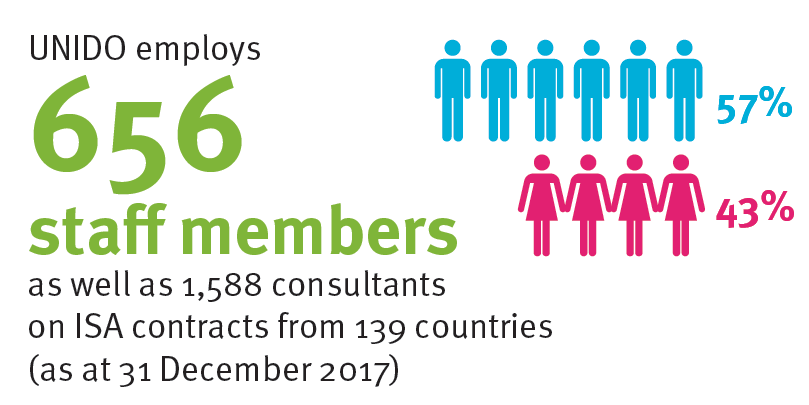 UNIDO employs
656
staff members
as well as 1,588 consultants
on ISA contracts from 139 countries
(as at 31 December 2017)
57%
43%